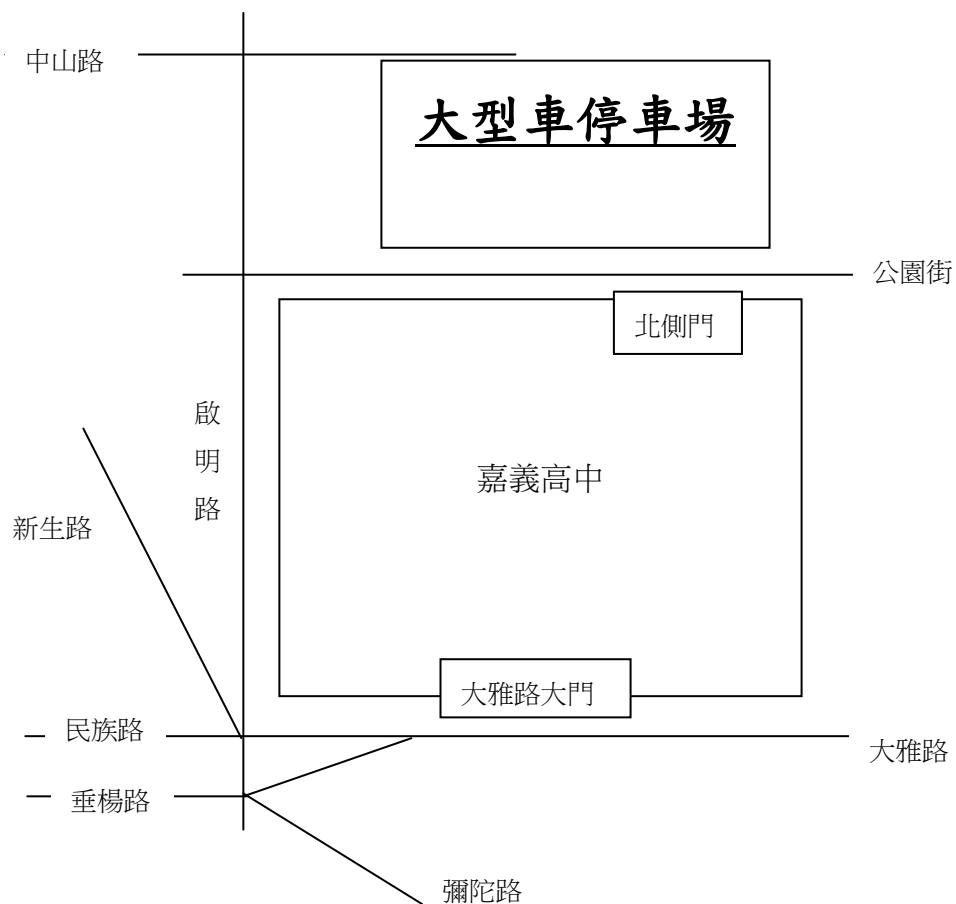 中山路
大型車停車場
公園街
北側門
啟明路
嘉義高中
新生路
大雅路大門
民族路
大雅路
垂楊路
彌陀路